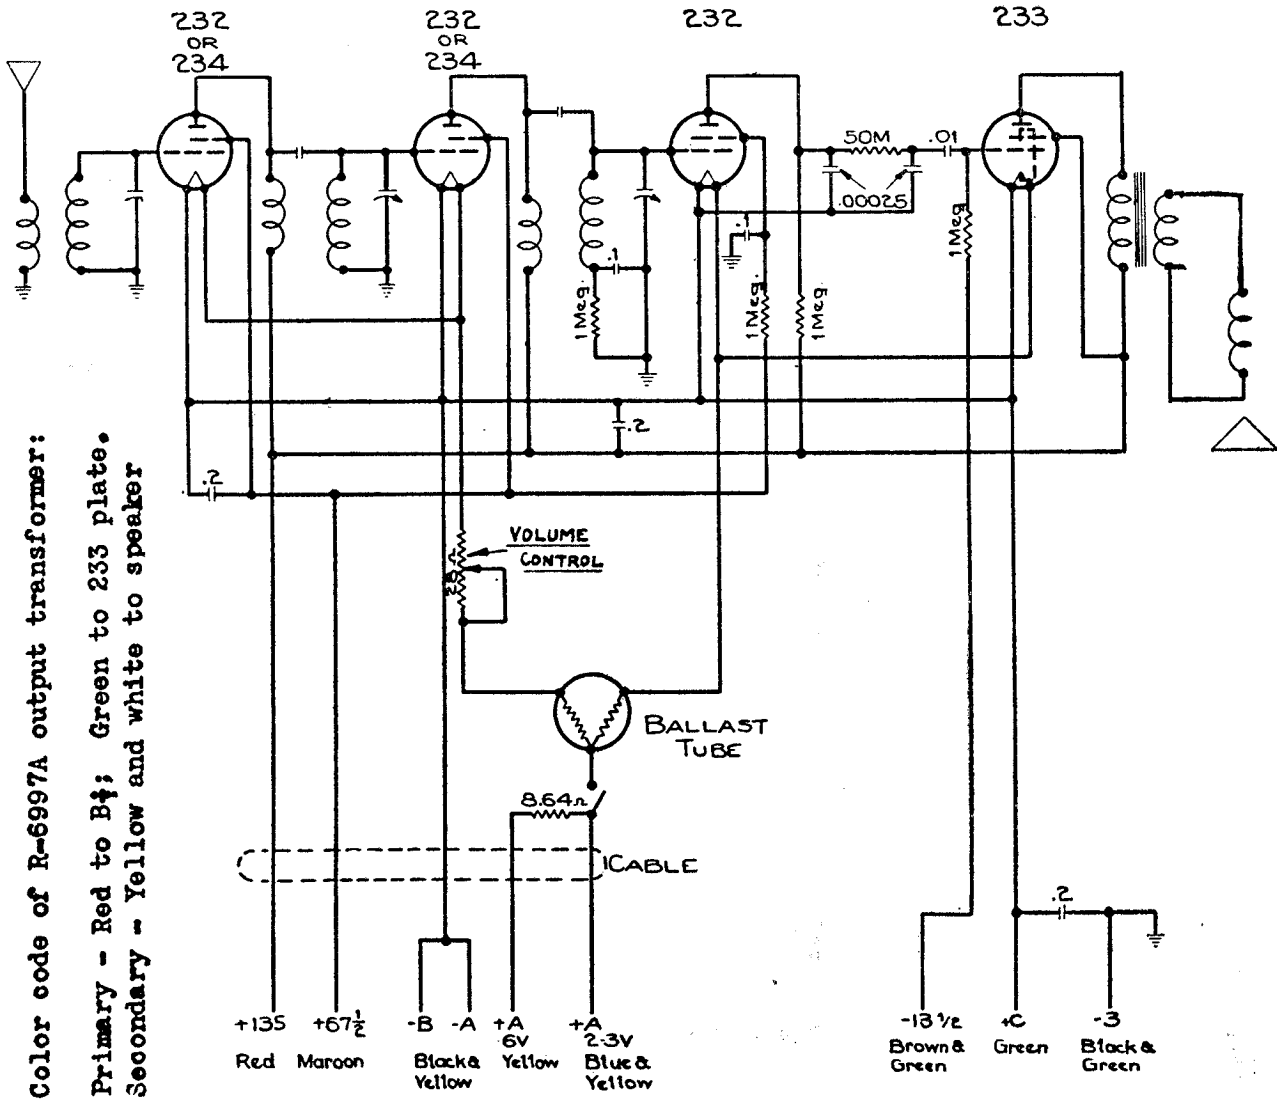 232
OR
234
232
OR
234
232
233
50M
.01
.00025
.1
.1
1 Meg.
1 Meg.
1 Meg.
1 Meg.
.2
.2
VOLUME
CONTROL
BALLAST
TUBE
8.64Ω
CABLE
.2
+135
Red
+67½
Maroon
-B
-A
Black &
Yellow
+A
6V
Yellow
+A
2-3V
Blue &
Yellow
-13 1/2
Brown &
Green
+C
Green
-3
Black &
Green
Color code of R-6997A output transformer:
Primary - Red to B+; Green to 233 plate.
Secondary - Yellow and white to speaker